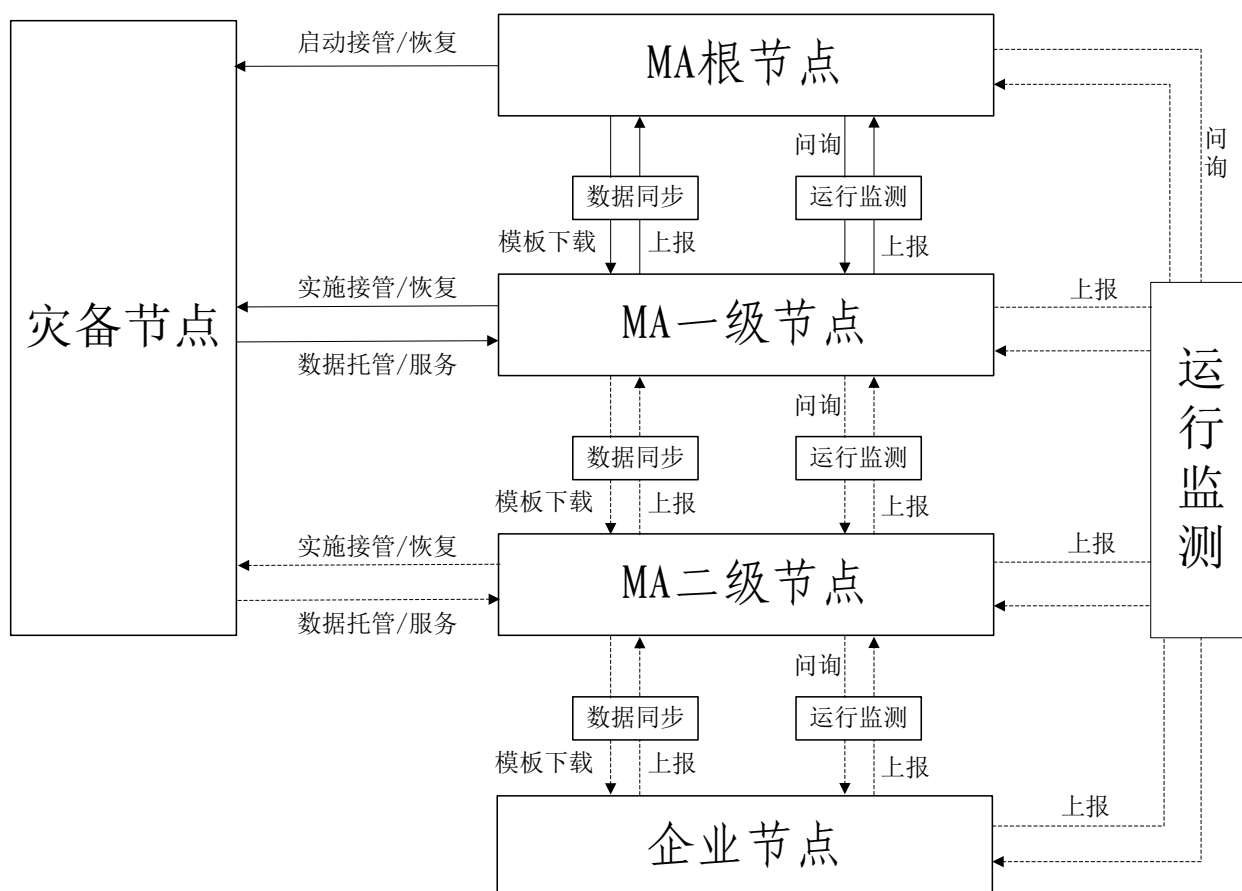 启动接管/恢复
MA根节点
问询
问询
数据同步
运行监测
模板下载
上报
上报
实施接管/恢复
MA一级节点
上报
灾备节点
数据托管/服务
运行监测
问询
数据同步
运行监测
模板下载
上报
上报
实施接管/恢复
MA二级节点
上报
数据托管/服务
问询
数据同步
运行监测
模板下载
上报
上报
企业节点
上报